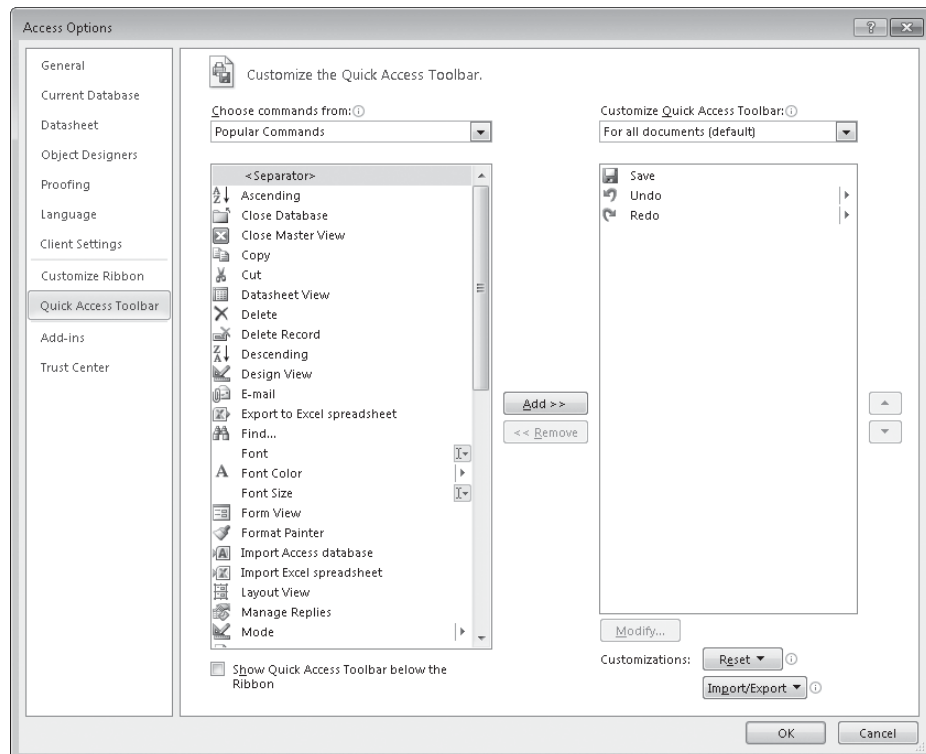 Access Options
General
Current Database
Datasheet
Object Designers
Proofing
Language
Client Settings
Customize Ribbon
Quick Access Toolbar
Add-ins
Trust Center
Customize the Quick Access Toolbar.
Choose commands from:
Popular Commands
<Separator>
Ascending
Close Database
Close Master View
Copy
Cut
Datasheet View
Delete
Delete Record
Descending
Design View
E-mail
Export to Excel spreadsheet
Find...
Font
Font Color
Font Size
Form View
Format Painter
Import Access database
Import Excel spreadsheet
Layout View
Manage Replies
Mode
Show Quick Access Toolbar below the
Ribbon
Add >>
<< Remove
Customize Quick Access Toolbar:
For all documents (default)
Save
Undo
Redo
Modify...
Customizations:
Reset
Import/Export
OK
Cancel